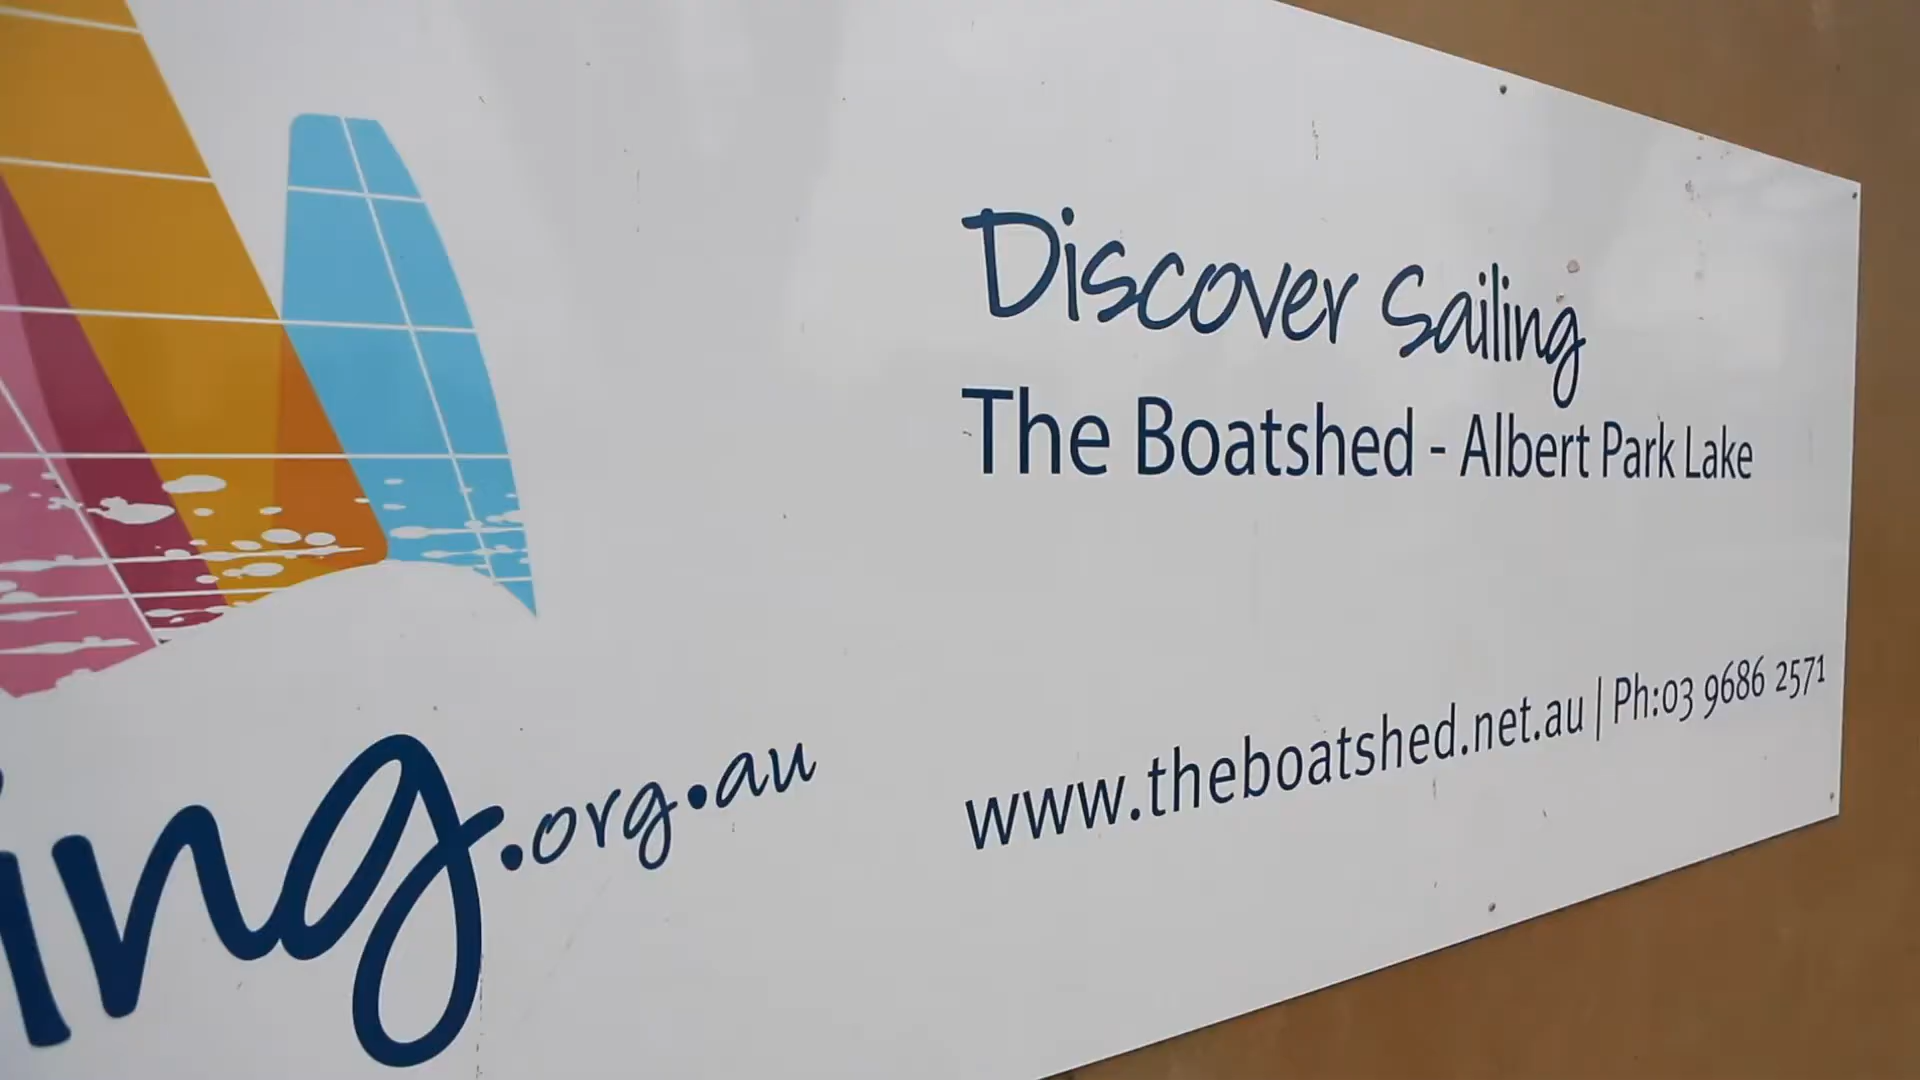 Discover Sailing
The Boatshed - Albert Park Lake
www.theboatshed.net.au | Ph:03 9686 2571
ing.org.au